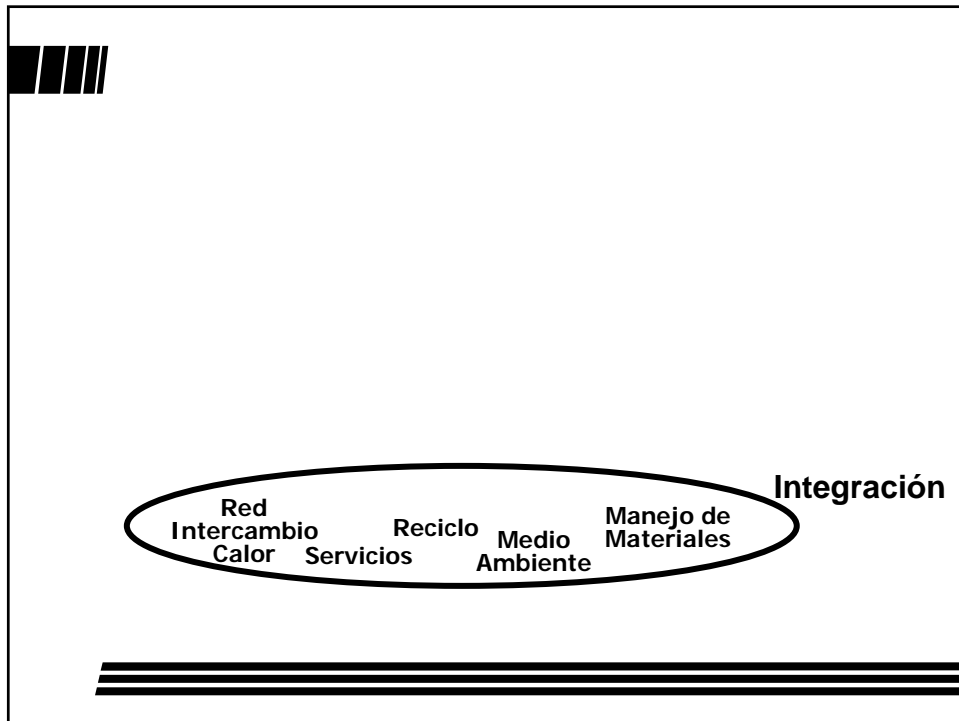 Integración
Red
Intercambio
Calor
Servicios
Reciclo
Medio
Ambiente
Manejo de
Materiales